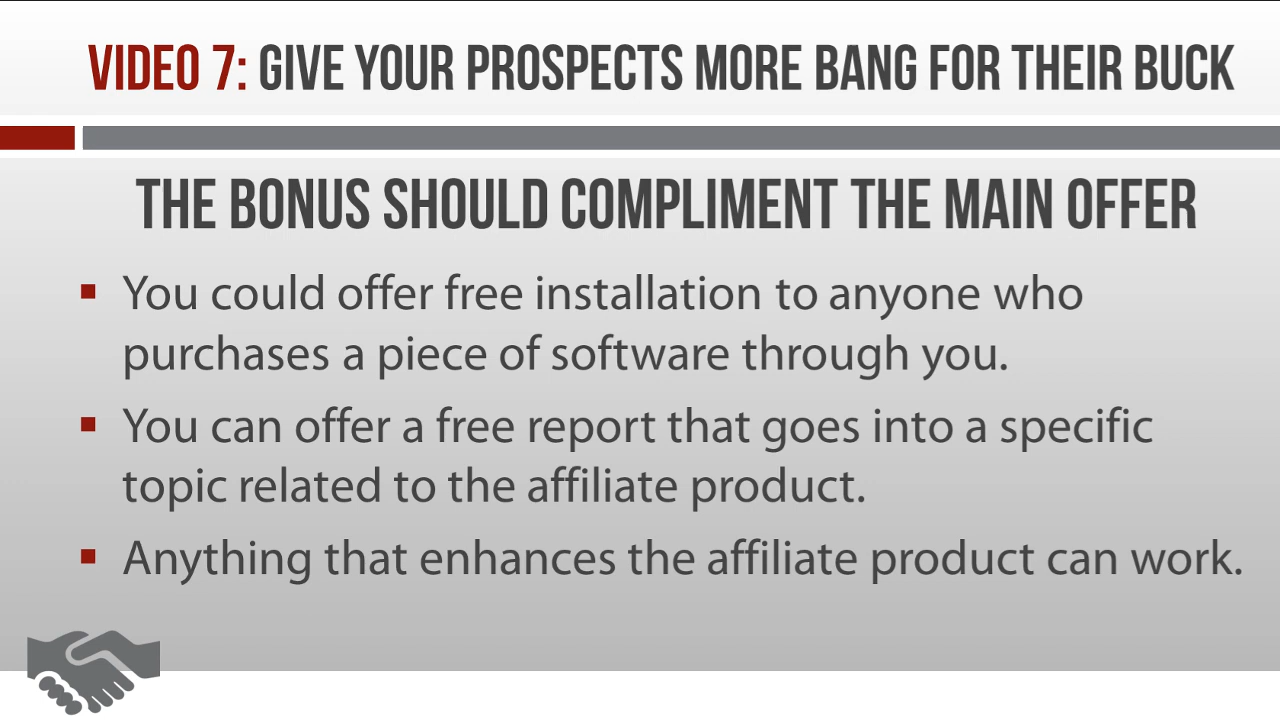 VIDEO 7: GIVE YOUR PROSPECTS MORE BANG FOR THEIR BUCK
THE BONUS SHOULD COMPLIMENT THE MAIN OFFER
You could offer free installation to anyone who
purchases a piece of software through you.
You can offer a free report that goes into a specific
topic related to the affiliate product.
Anything that enhances the affiliate product can work.